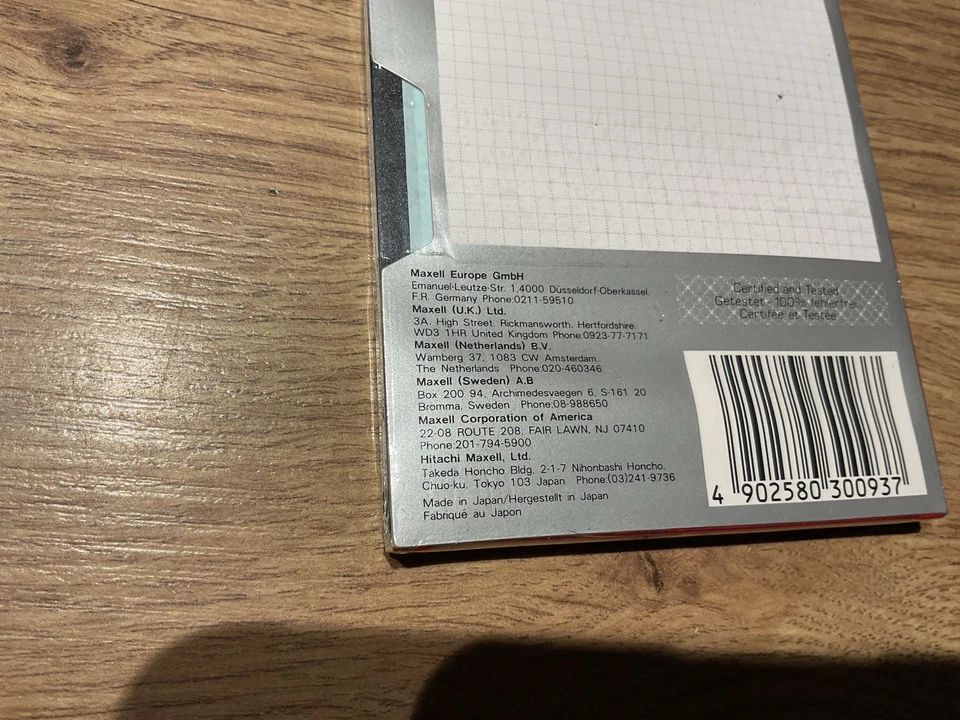 Maxell Europe GmbH
Emanuel-Leutze-Str. 1,4000 Düsseldorf-Oberkassel.
F.R. Germany Phone:0211-59510
Maxell (U.K.) Ltd.
3A, High Street, Rickmansworth, Hertfordshire.
WD3 1HR United Kingdom Phone:0923-77-7171
Maxell (Netherlands) B.V.
Wamberg 37, 1083 CW Amsterdam.
The Netherlands Phone:020-460346
Maxell (Sweden) A.B
Box 200 94, Archimedesvaegen 6, S-161 20
Bromma, Sweden Phone:08-988650
Maxell Corporation of America
22-08 ROUTE 208, FAIR LAWN, NJ 07410
Phone:201-794-5900
Hitachi Maxell, Ltd.
Takeda Honcho Bldg. 2-1-7 Nihonbashi Honcho,
Chuo-ku, Tokyo 103 Japan Phone:(03)241-9736
Made in Japan/Hergestellt in Japan
Fabriqué au Japon
Certified and Tested
Getestet - 100% fehlerfrei
Certifée et Testée
4 902580 300937